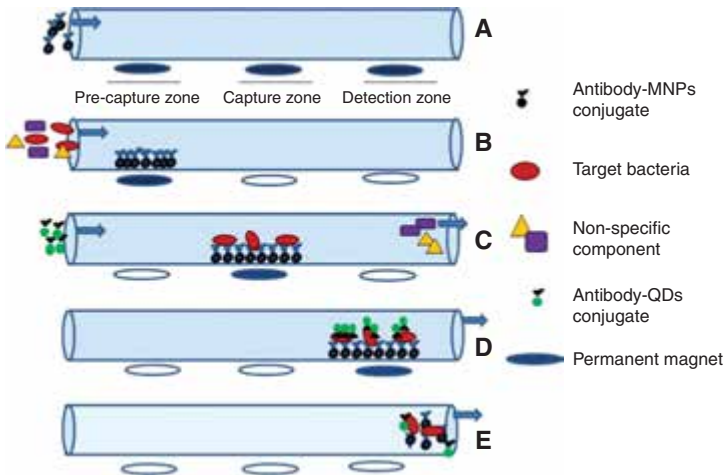 A
Pre-capture zone
Capture zone
Detection zone
B
C
D
E
Antibody-MNPs
conjugate
Target bacteria
Non-specific
component
Antibody-QDs
conjugate
Permanent magnet